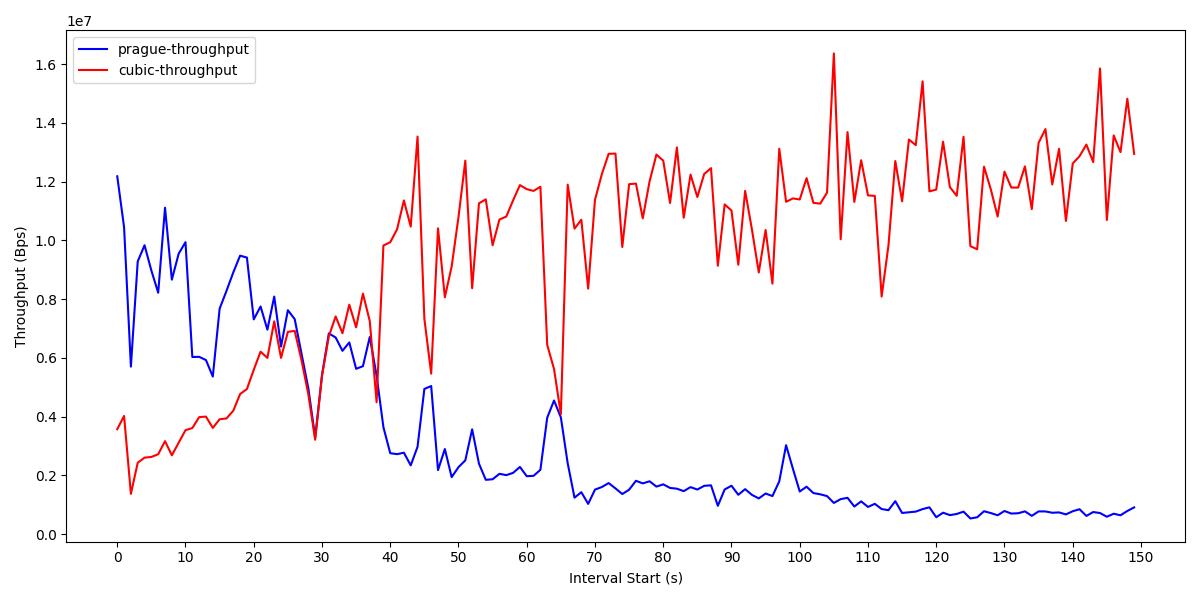 1e7
prague-throughput
cubic-throughput
1.6
1.4
1.2
1.0
0.8
0.6
0.4
0.2
0.0
Throughput (Bps)
0 10 20 30 40 50 60 70 80 90 100 110 120 130 140 150
Interval Start (s)